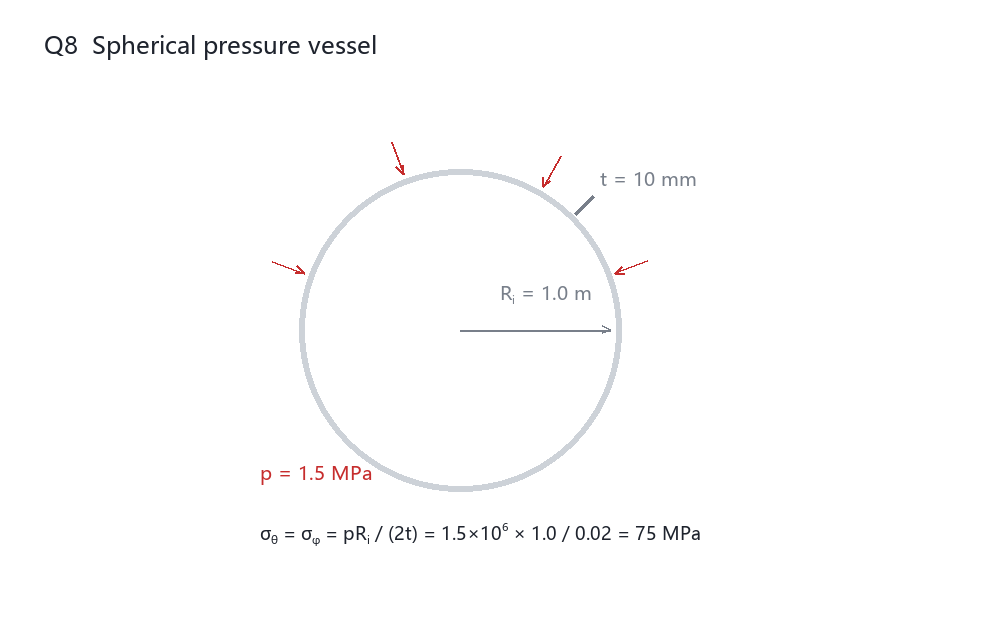 Q8 Spherical pressure vessel
t = 10 mm
Rᵢ = 1.0 m
p = 1.5 MPa
σ_θ = σ_φ = pRᵢ / (2t) = 1.5×10⁶ × 1.0 / 0.02 = 75 MPa